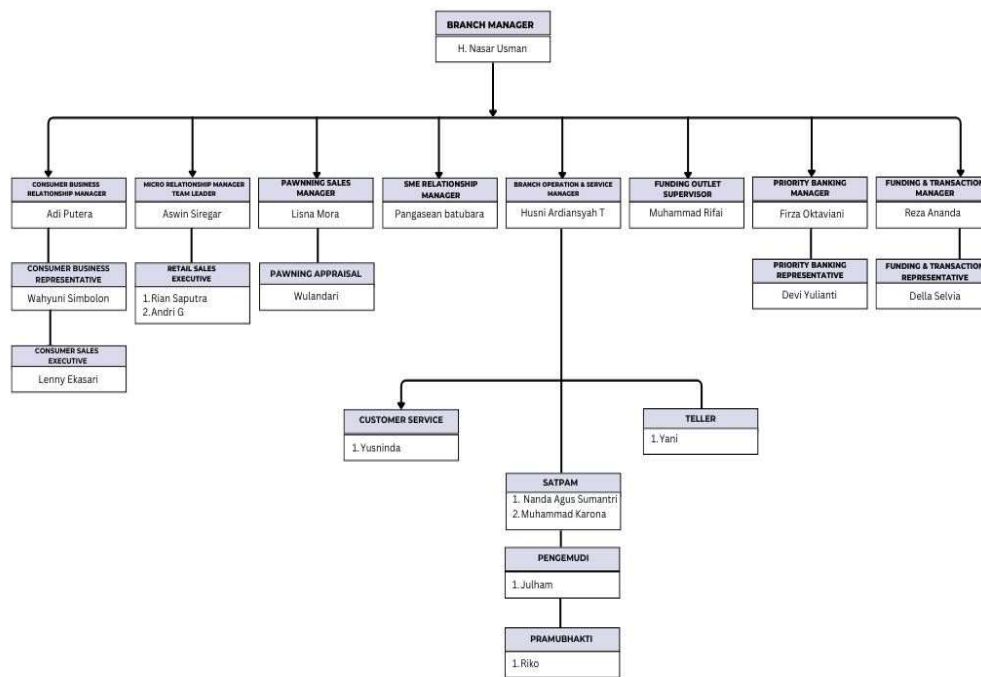 BRANCH MANAGER
H. Nasar Usman
CONSUMER BUSINESS
RELATIONSHIP MANAGER
Adi Putera
MICRO RELATIONSHIP MANAGER
TEAM LEADER
Aswin Siregar
PAWNNING SALES
MANAGER
Lisna Mora
SME RELATIONSHIP
MANAGER
Pangasean batubara
BRANCH OPERATION & SERVICE
MANAGER
Husni Ardiansyah T
FUNDING OUTLET
SUPERVISOR
Muhammad Rifai
PRIORITY BANKING
MANAGER
Firza Oktaviani
FUNDING & TRANSACTION
MANAGER
Reza Ananda
CONSUMER BUSINESS
REPRESENTATIVE
Wahyuni Simbolon
RETAIL SALES
EXECUTIVE
1. Rian Saputra
2. Andri G
PAWNING APPRAISAL
Wulandari
PRIORITY BANKING
REPRESENTATIVE
Devi Yulianti
FUNDING & TRANSACTION
REPRESENTATIVE
Della Selvia
CONSUMER SALES
EXECUTIVE
Lenny Ekasari
CUSTOMER SERVICE
1. Yusninda
TELLER
1. Yani
SATPAM
1. Nanda Agus Sumantri
2. Muhammad Karona
PENGEMUDI
1. Julham
PRAMUBHAKTI
1. Riko